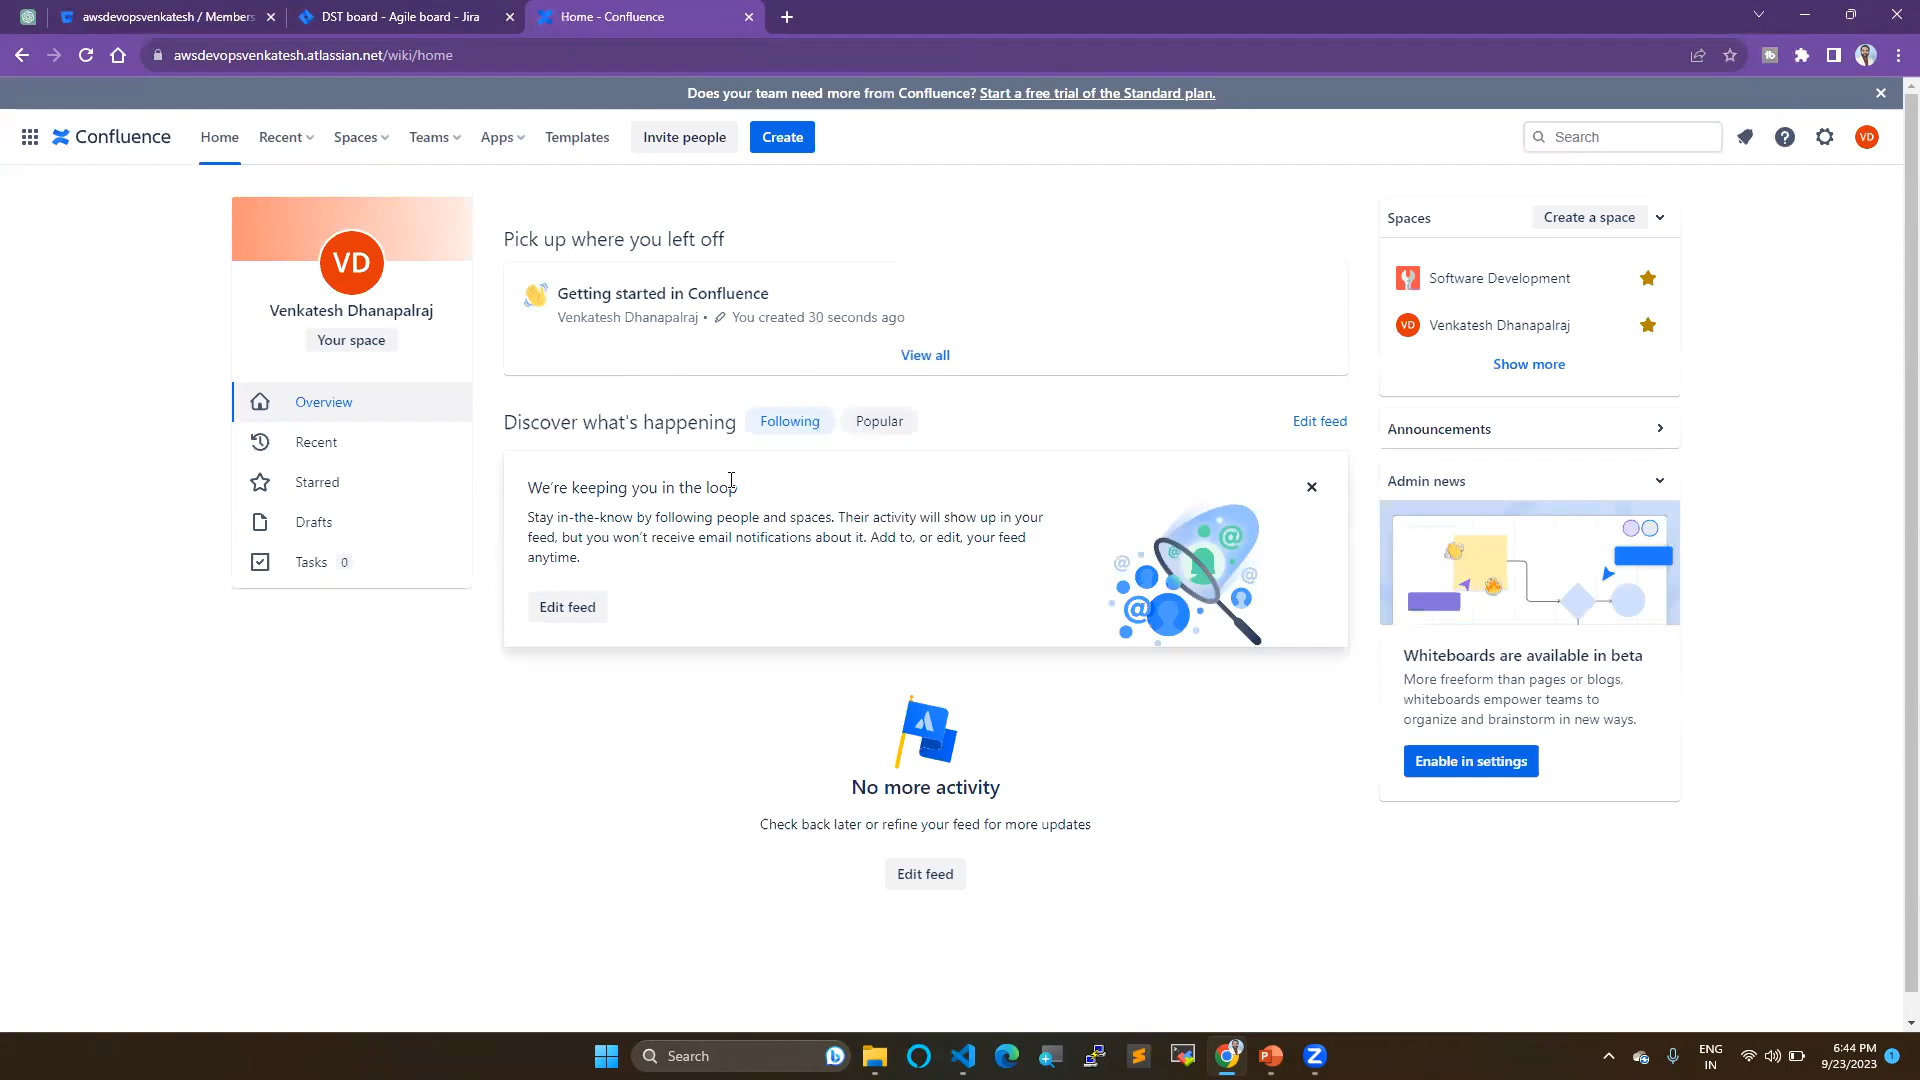 awsdevopsvenkatesh / Members
DST board - Agile board - Jira
Home - Confluence
awsdevopsvenkatesh.atlassian.net/wiki/home
Does your team need more from Confluence? Start a free trial of the Standard plan.
Confluence
Home
Recent
Spaces
Teams
Apps
Templates
Invite people
Create
Search
VD
VD
Venkatesh Dhanapalraj
Your space
Overview
Recent
Starred
Drafts
Tasks 0
Pick up where you left off
Getting started in Confluence
Venkatesh Dhanapalraj • You created 30 seconds ago
View all
Discover what's happening
Following
Popular
Edit feed
We're keeping you in the loop
Stay in-the-know by following people and spaces. Their activity will show up in your
feed, but you won't receive email notifications about it. Add to, or edit, your feed
anytime.
Edit feed
No more activity
Check back later or refine your feed for more updates
Edit feed
Spaces
Create a space
Software Development
VD Venkatesh Dhanapalraj
Show more
Announcements
Admin news
Whiteboards are available in beta
More freeform than pages or blogs,
whiteboards empower teams to
organize and brainstorm in new ways.
Enable in settings
Search
ENG
IN
6:44 PM
9/23/2023
1